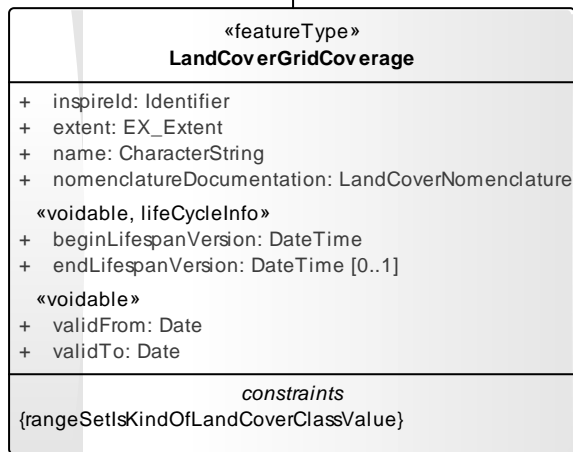 «featureType»
LandCoverGridCoverage
+ inspireId: Identifier
+ extent: EX_Extent
+ name: CharacterString
+ nomenclatureDocumentation: LandCoverNomenclature
«voidable, lifeCycleInfo»
+ beginLifespanVersion: DateTime
+ endLifespanVersion: DateTime [0..1]
«voidable»
+ validFrom: Date
+ validTo: Date
constraints
{rangeSetIsKindOfLandCoverClassValue}